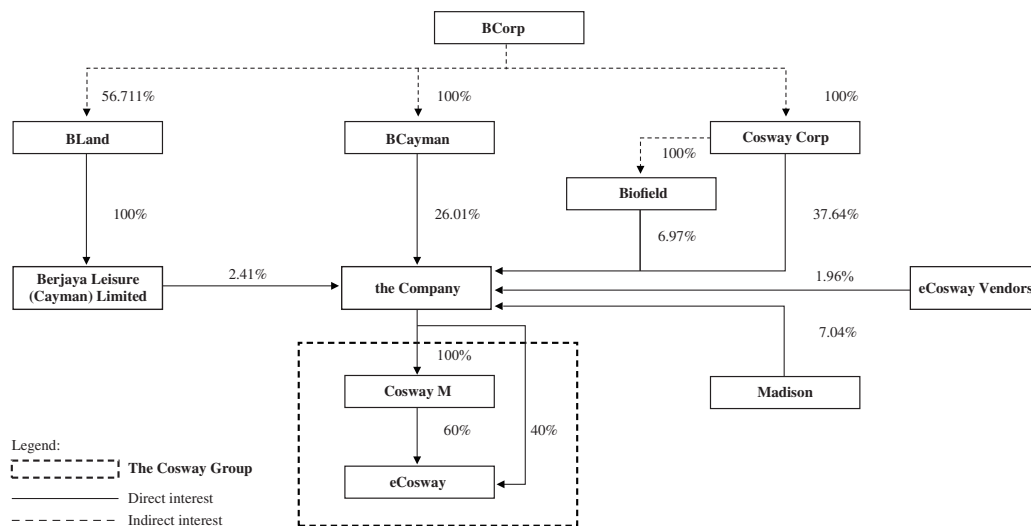 BCorp
56.711%
100%
100%
BLand
BCayman
Cosway Corp
100%
Biofield
100%
26.01%
37.64%
6.97%
Berjaya Leisure
(Cayman) Limited
2.41%
the Company
1.96%
eCosway Vendors
7.04%
100%
Cosway M
Madison
60%
40%
eCosway
Legend:
The Cosway Group
Direct interest
Indirect interest